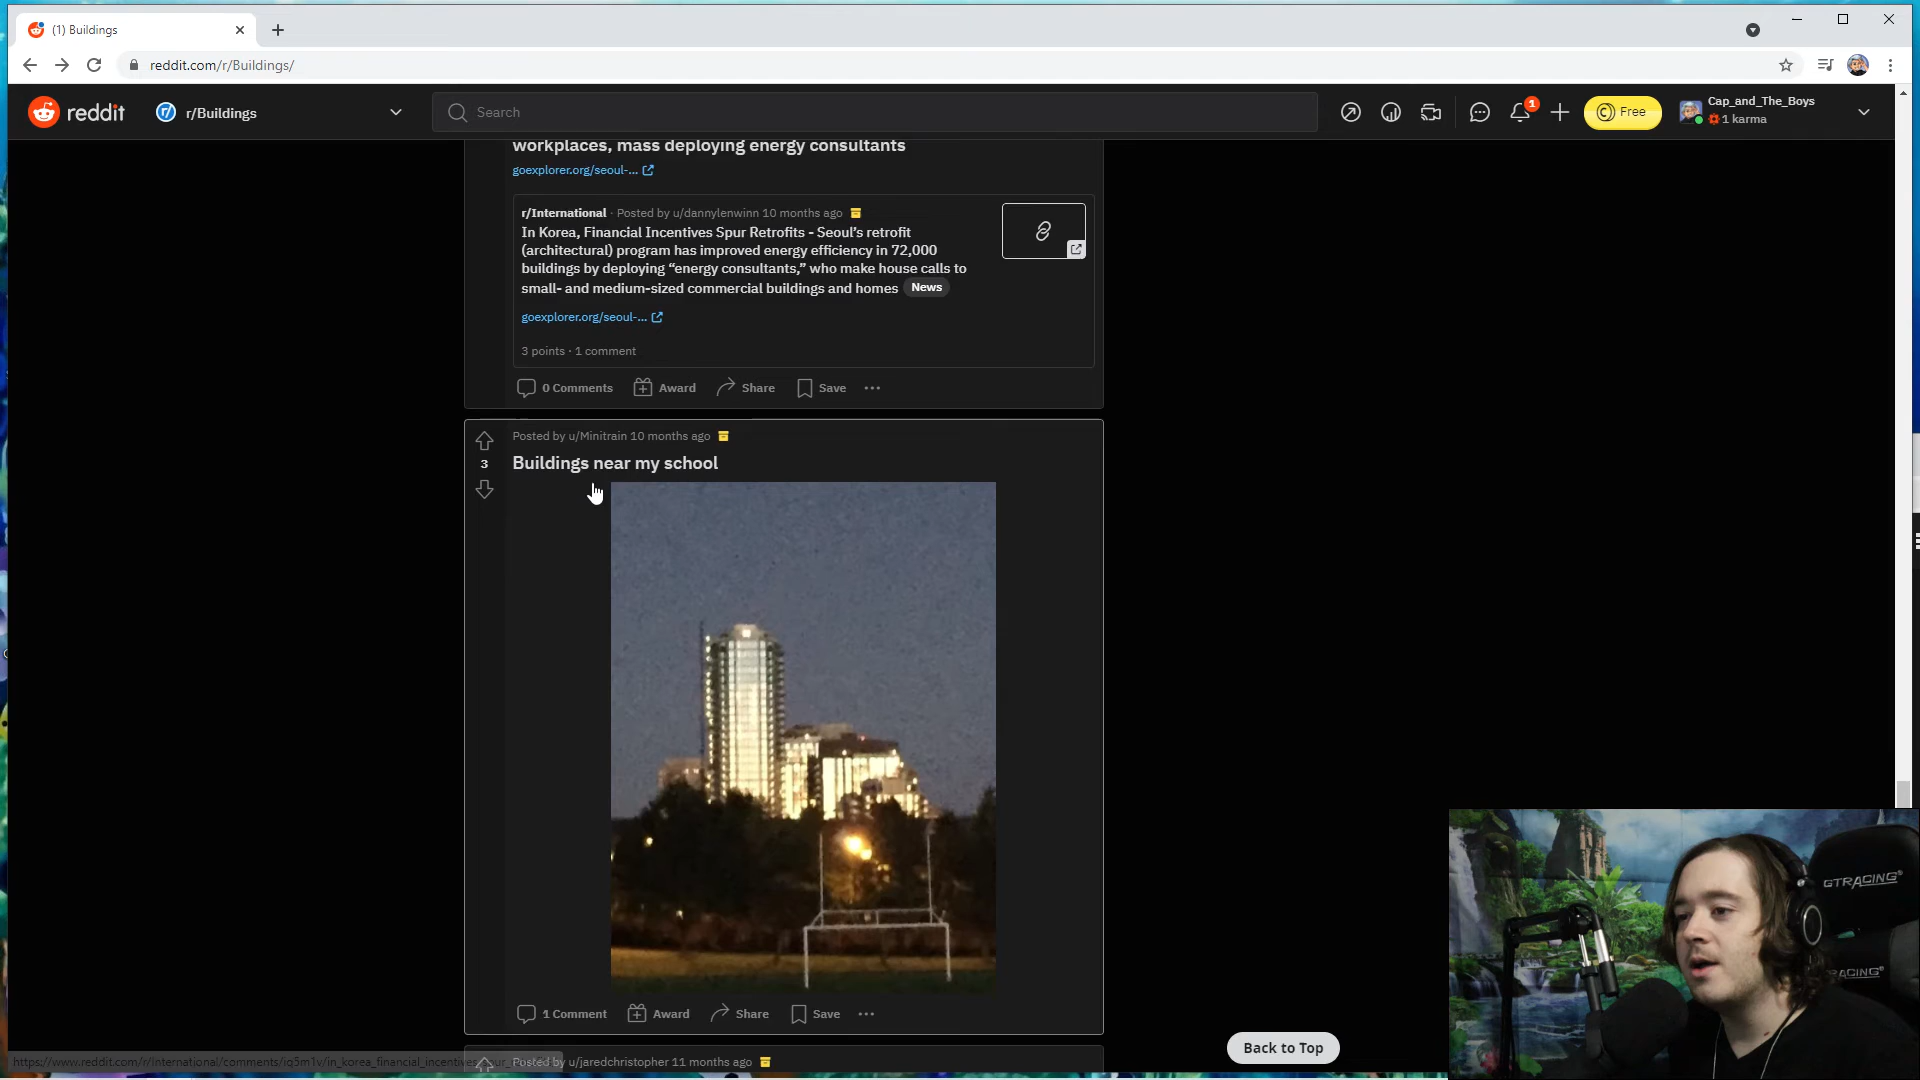 (1) Buildings
reddit.com/r/Buildings/
reddit
r/Buildings
Search
1
Free
Cap_and_The_Boys
1 karma
workplaces, mass deploying energy consultants
goexplorer.org/seoul-...
r/International · Posted by u/dannylenwinn 10 months ago
In Korea, Financial Incentives Spur Retrofits - Seoul's retrofit
(architectural) program has improved energy efficiency in 72,000
buildings by deploying “energy consultants,” who make house calls to
small- and medium-sized commercial buildings and homes News
goexplorer.org/seoul-...
3 points · 1 comment
0 Comments Award Share Save
Posted by u/Minitrain 10 months ago
3
Buildings near my school
1 Comment Award Share Save
Back to Top
Posted by u/jaredchristopher 11 months ago
GTRACING
RACING